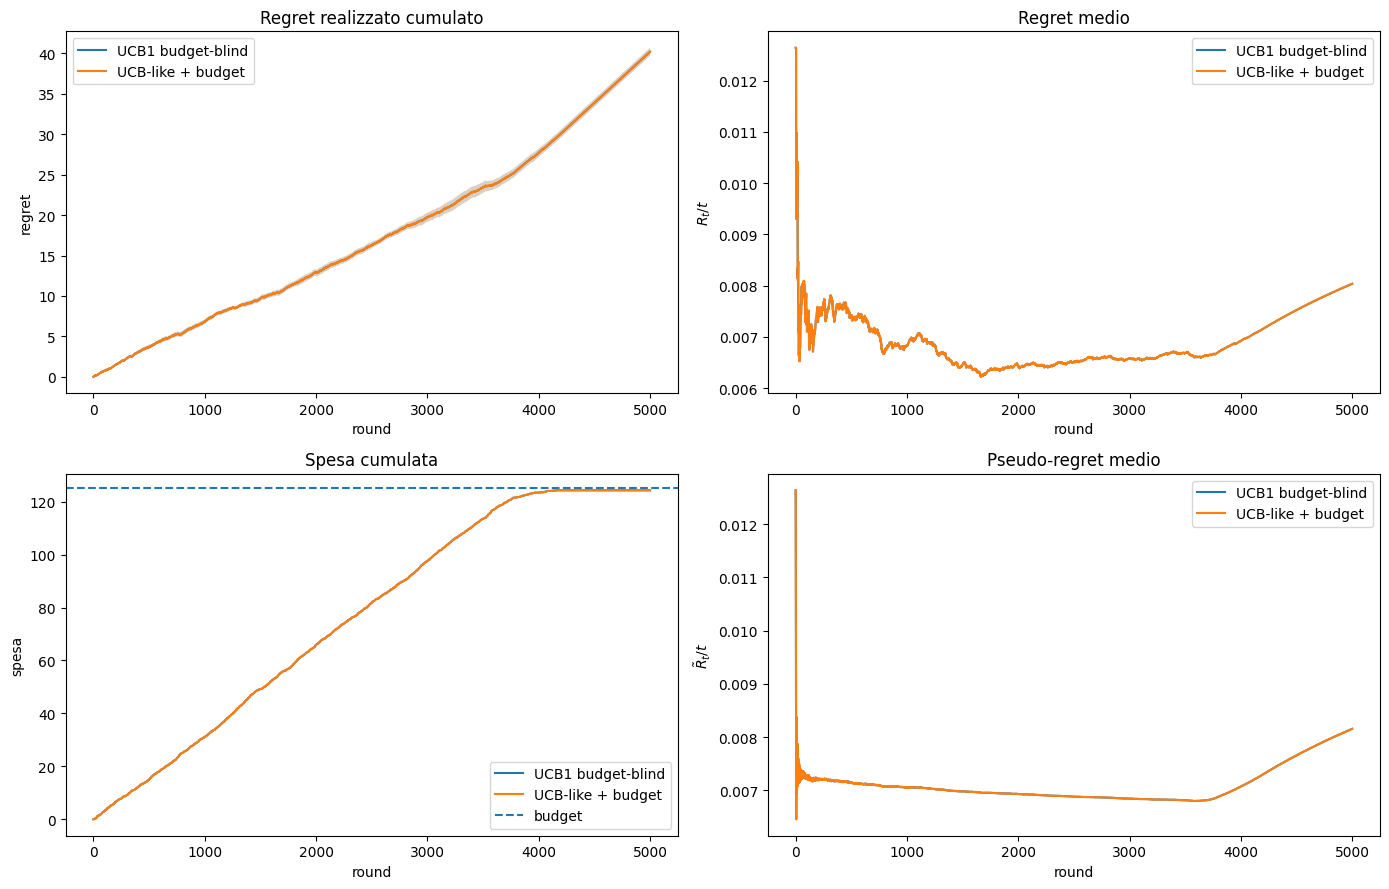 Regret realizzato cumulato
UCB1 budget-blind
UCB-like + budget
40
35
30
25
20
15
10
5
0
regret
0 1000 2000 3000 4000 5000
round
Regret medio
UCB1 budget-blind
UCB-like + budget
0.012
0.011
0.010
0.009
0.008
0.007
0.006
R_t/t
0 1000 2000 3000 4000 5000
round
Spesa cumulata
120
100
80
60
40
20
0
spesa
UCB1 budget-blind
UCB-like + budget
budget
0 1000 2000 3000 4000 5000
round
Pseudo-regret medio
UCB1 budget-blind
UCB-like + budget
0.012
0.011
0.010
0.009
0.008
0.007
R̃_t/t
0 1000 2000 3000 4000 5000
round